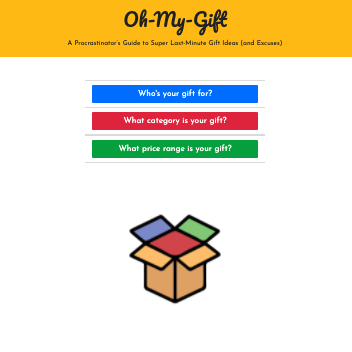 Oh-My-Gift
A Procrastinator's Guide to Super Last-Minute Gift Ideas (and Excuses)
Who's your gift for?
What category is your gift?
What price range is your gift?